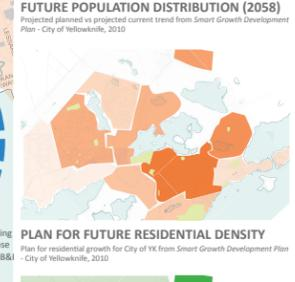 FUTURE POPULATION DISTRIBUTION (2058)
Projected planned vs projected current trend from Smart Growth Development
Plan - City of Yellowknife, 2010
PLAN FOR FUTURE RESIDENTIAL DENSITY
Plan for residential growth for City of YK from Smart Growth Development Plan
- City of Yellowknife, 2010